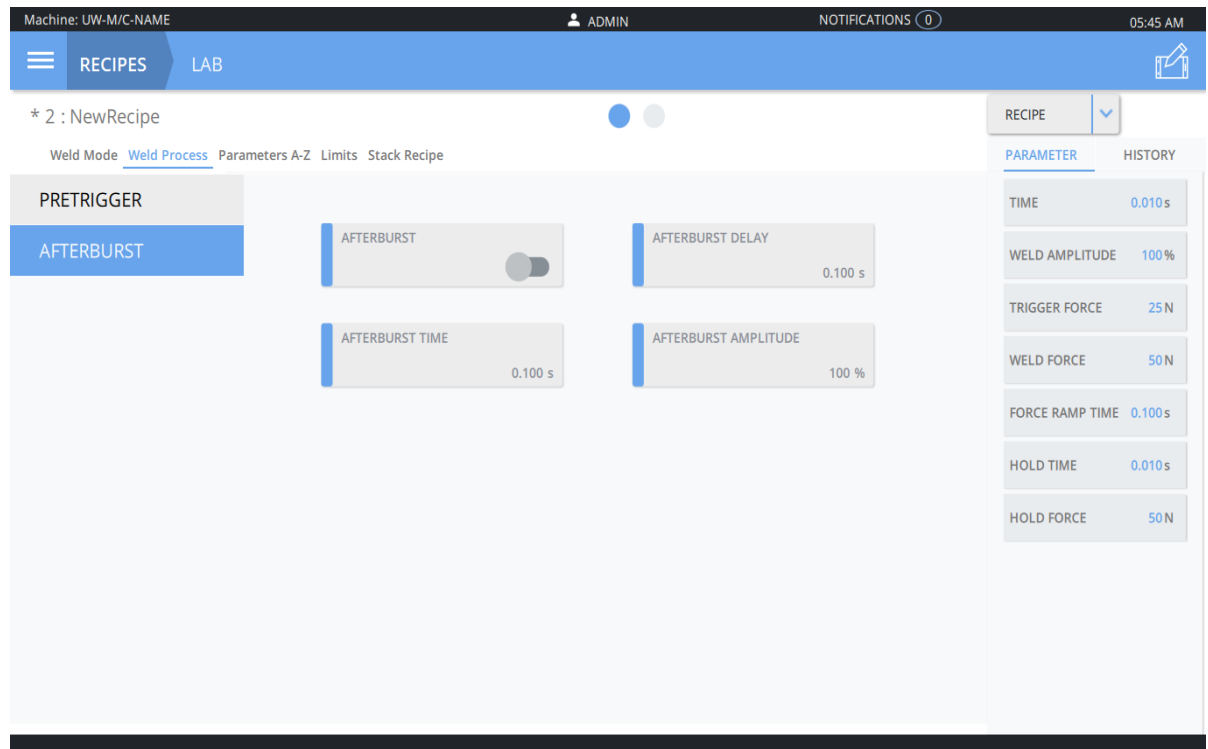 Machine: UW-M/C-NAME ADMIN NOTIFICATIONS 0 05:45 AM
RECIPES LAB
* 2 : NewRecipe RECIPE
Weld Mode Weld Process Parameters A-Z Limits Stack Recipe PARAMETER HISTORY
PRETRIGGER
AFTERBURST
AFTERBURST
AFTERBURST DELAY
0.100 s
AFTERBURST TIME
0.100 s
AFTERBURST AMPLITUDE
100 %
TIME 0.010 s
WELD AMPLITUDE 100 %
TRIGGER FORCE 25 N
WELD FORCE 50 N
FORCE RAMP TIME 0.100 s
HOLD TIME 0.010 s
HOLD FORCE 50 N